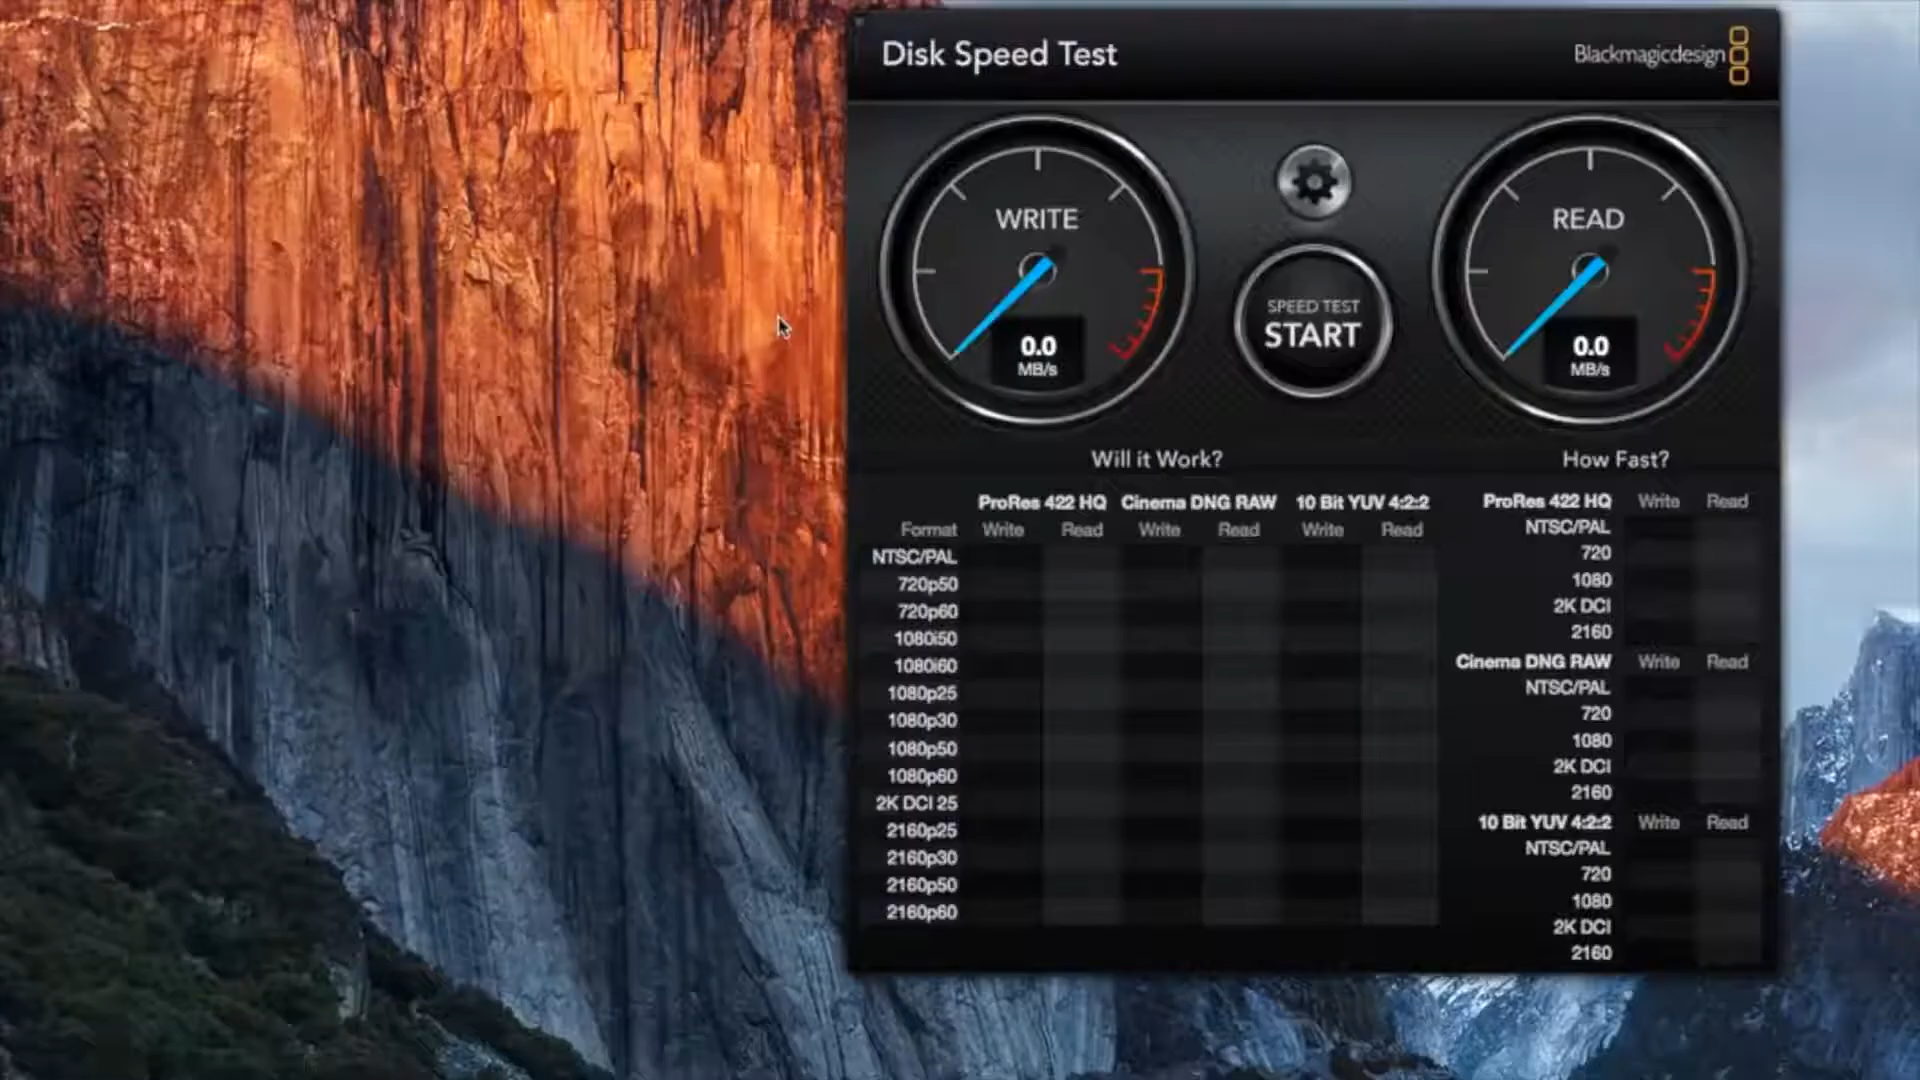 Disk Speed Test
Blackmagicdesign
WRITE
0.0
MB/s
SPEED TEST
START
READ
0.0
MB/s
Will it Work?
ProRes 422 HQ Cinema DNG RAW 10 Bit YUV 4:2:2
Format Write Read Write Read Write Read
NTSC/PAL
720p50
720p60
1080i50
1080i60
1080p25
1080p30
1080p50
1080p60
2K DCI 25
2160p25
2160p30
2160p50
2160p60
How Fast?
ProRes 422 HQ Write Read
NTSC/PAL
720
1080
2K DCI
2160
Cinema DNG RAW Write Read
NTSC/PAL
720
1080
2K DCI
2160
10 Bit YUV 4:2:2 Write Read
NTSC/PAL
720
1080
2K DCI
2160